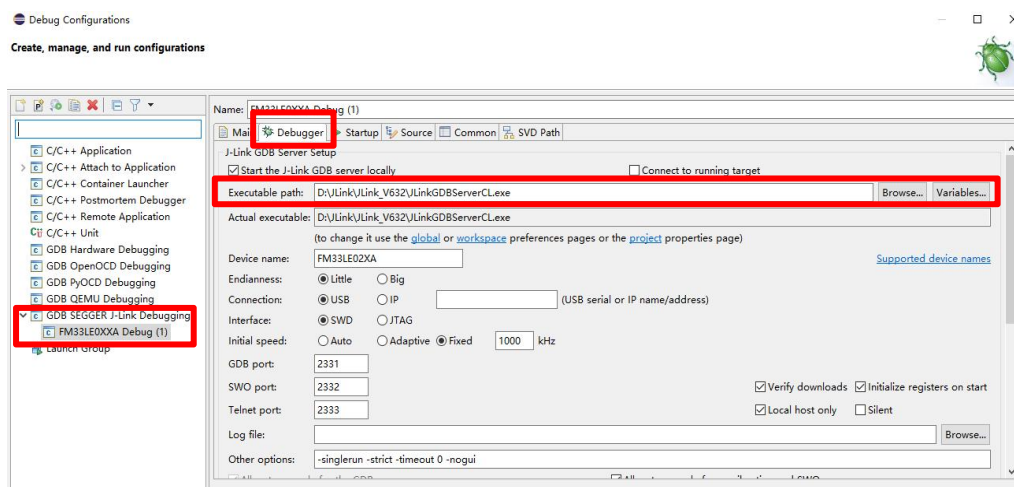 Debug Configurations
Create, manage, and run configurations
Name: FM33LE0XXA Debug (1)
Main Debugger Startup Source Common SVD Path
C/C++ Application
C/C++ Attach to Application
C/C++ Container Launcher
C/C++ Postmortem Debugger
C/C++ Remote Application
C/C++ Unit
GDB Hardware Debugging
GDB OpenOCD Debugging
GDB PyOCD Debugging
GDB QEMU Debugging
GDB SEGGER J-Link Debugging
FM33LE0XXA Debug (1)
Launch Group
J-Link GDB Server Setup
Start the J-Link GDB server locally Connect to running target
Executable path: D:\JLink\JLink_V632\JLinkGDBServerCL.exe Browse... Variables...
Actual executable: D:\JLink\JLink_V632\JLinkGDBServerCL.exe
(to change it use the global or workspace preferences pages or the project properties page)
Device name: FM33LE02XA Supported device names
Endianness: Little Big
Connection: USB IP (USB serial or IP name/address)
Interface: SWD JTAG
Initial speed: Auto Adaptive Fixed 1000 kHz
GDB port: 2331
SWO port: 2332 Verify downloads Initialize registers on start
Telnet port: 2333 Local host only Silent
Log file: Browse...
Other options: -singlerun -strict -timeout 0 -nogui